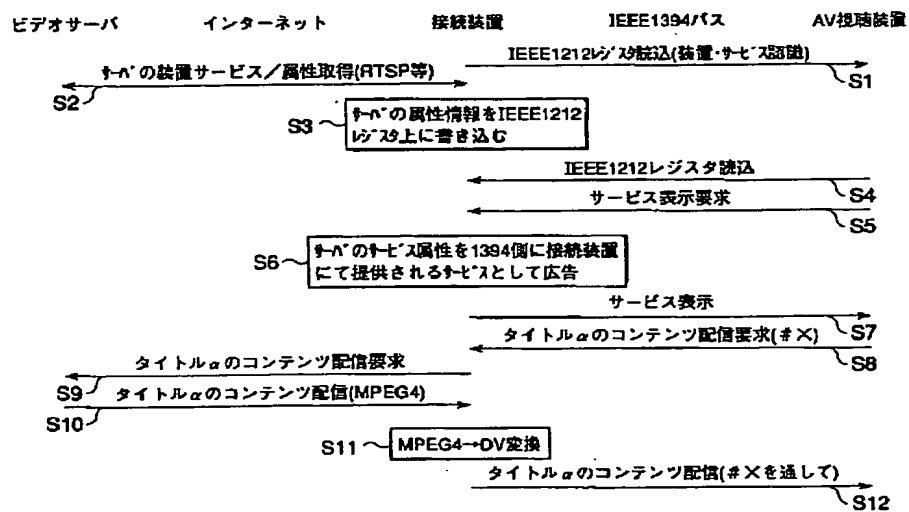 ビデオサーバ インターネット 接続装置 IEEE1394バス AV視聴装置
IEEE1212レジスタ読込(装置・サービス認識)
S1
サーバの装置サービス/属性取得(RTSP等)
S2
S3
サーバの属性情報をIEEE1212
レジスタ上に書き込む
IEEE1212レジスタ読込
S4
サービス表示要求
S5
S6
サーバのサービス属性を1394側に接続装置
にて提供されるサービスとして広告
サービス表示
S7
タイトルαのコンテンツ配信要求(#X)
S8
タイトルαのコンテンツ配信要求
S9
タイトルαのコンテンツ配信(MPEG4)
S10
S11
MPEG4→DV変換
タイトルαのコンテンツ配信(#Xを通して)
S12